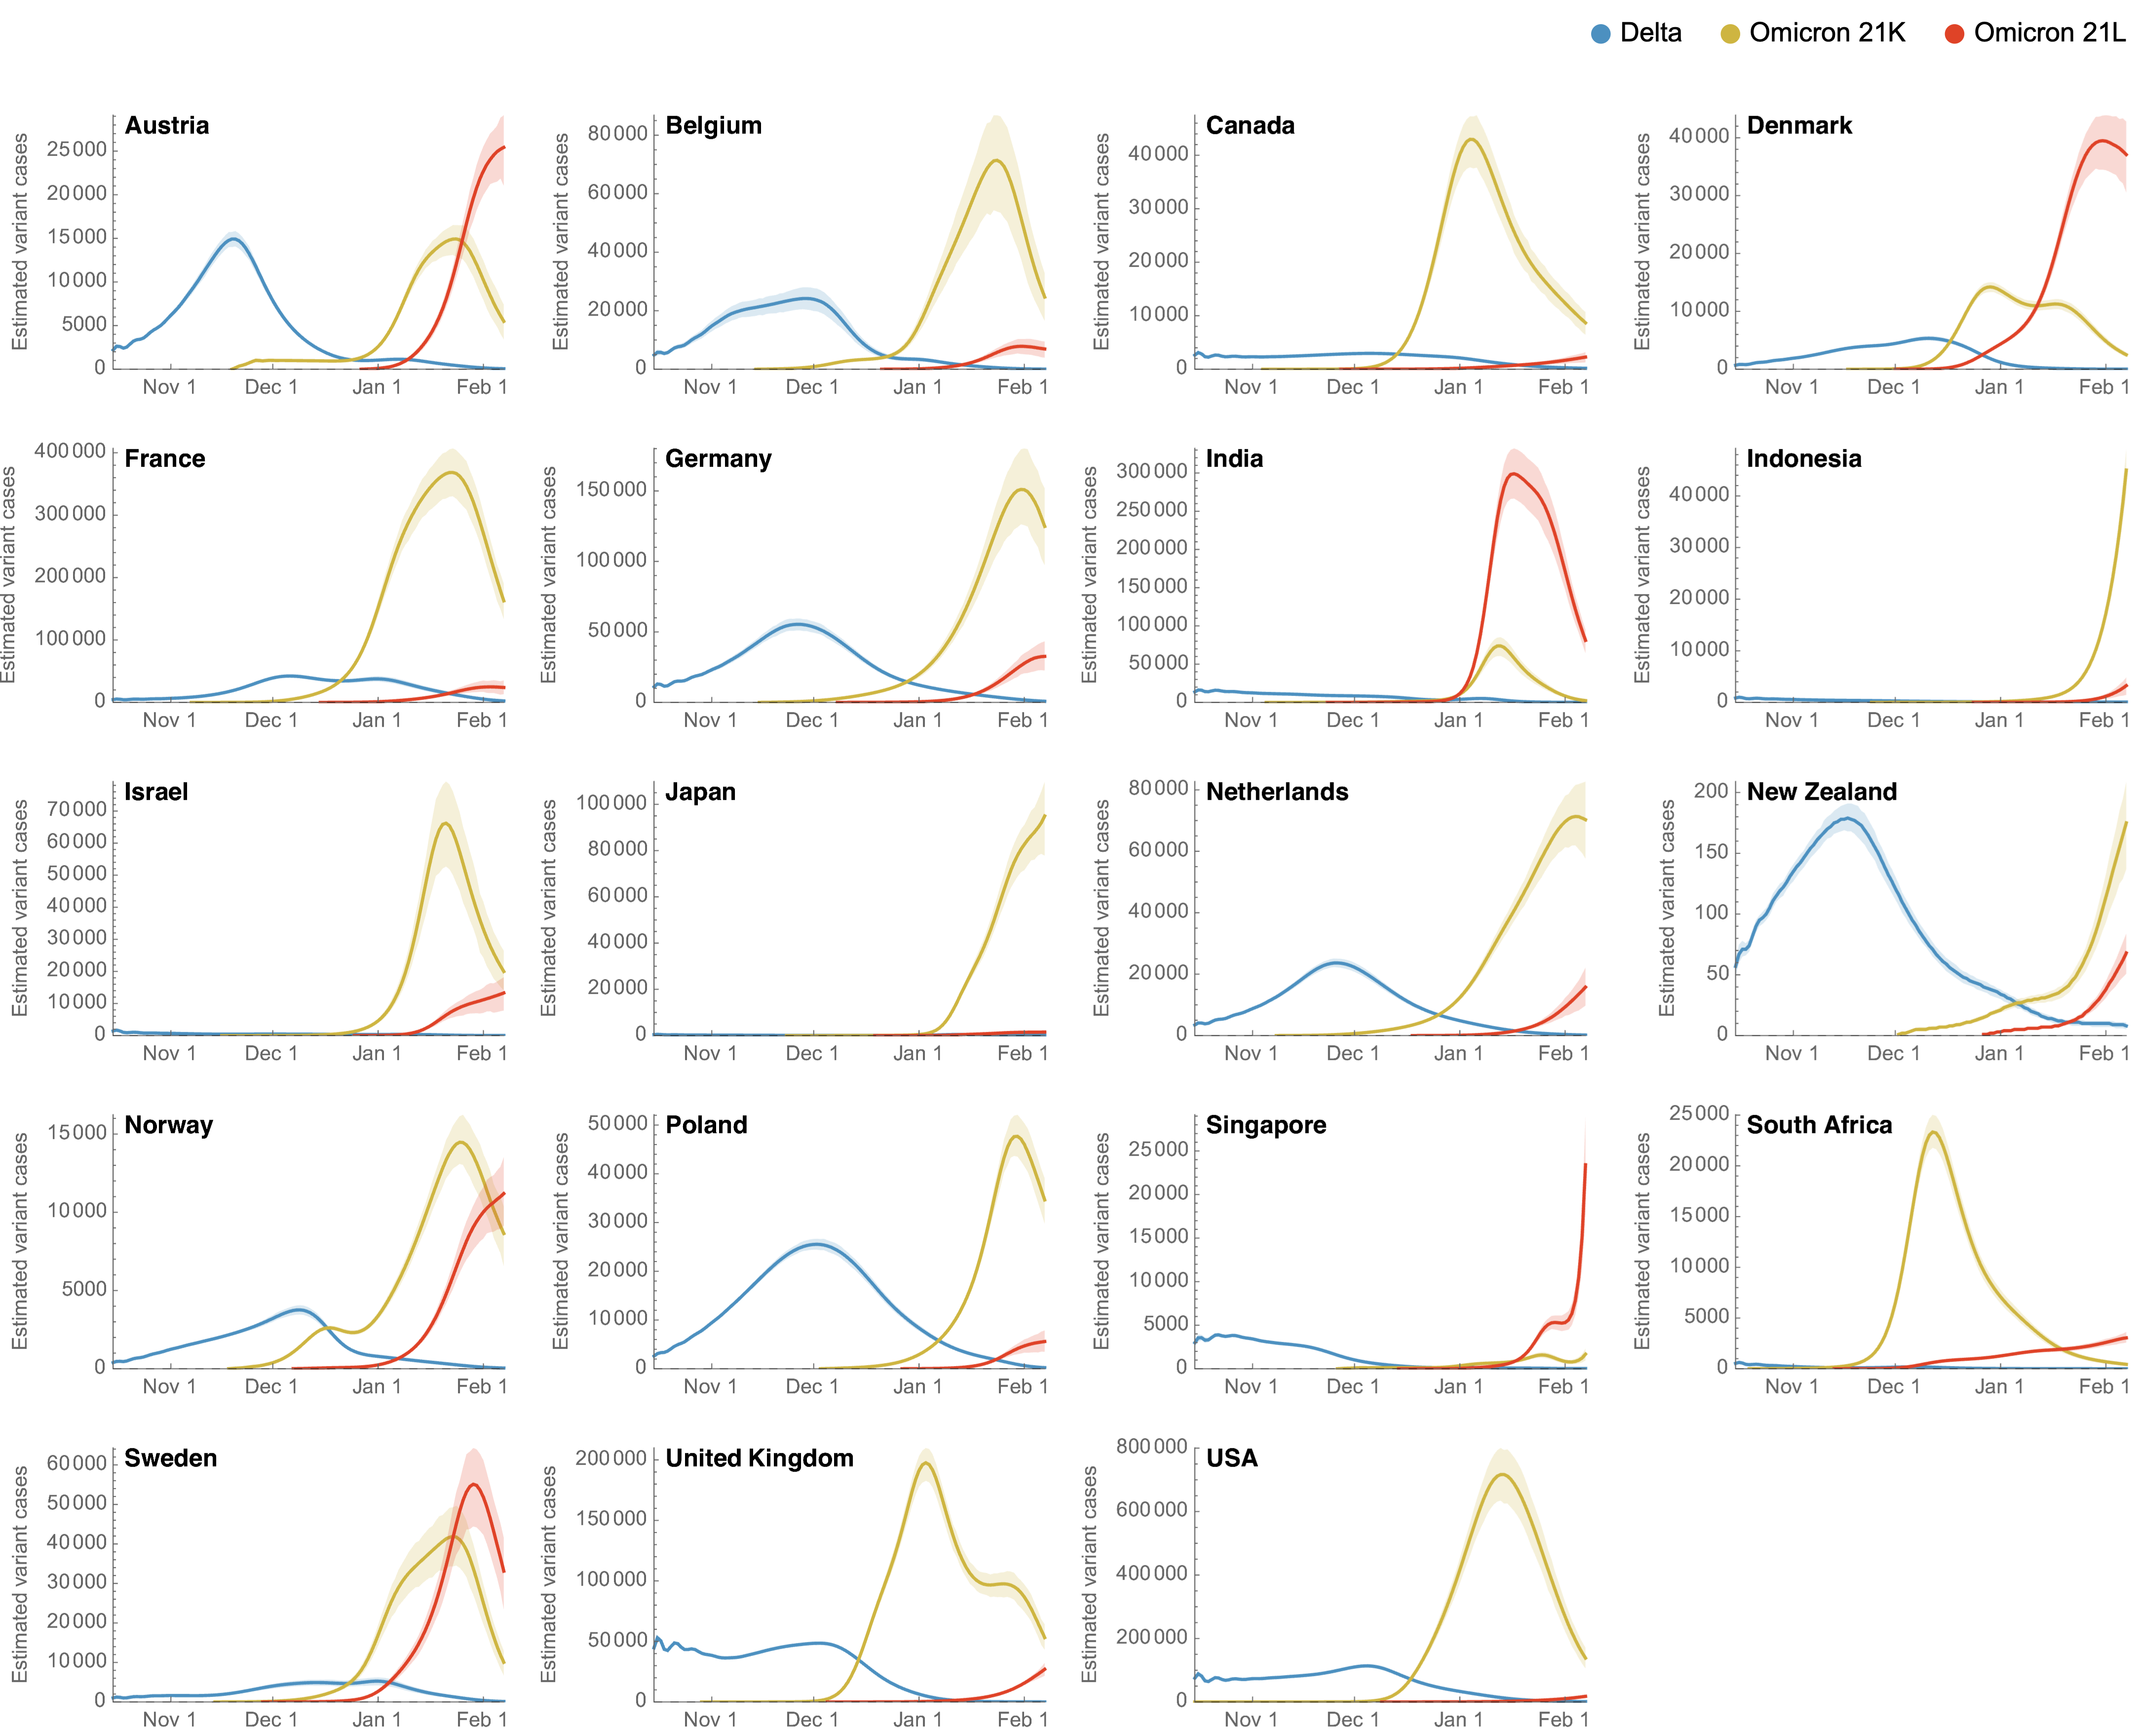 Delta Omicron 21K Omicron 21L
Austria
Estimated variant cases
25000
20000
15000
10000
5000
0
Nov 1 Dec 1 Jan 1 Feb 1
Belgium
Estimated variant cases
80000
60000
40000
20000
0
Nov 1 Dec 1 Jan 1 Feb 1
Canada
Estimated variant cases
40000
30000
20000
10000
0
Nov 1 Dec 1 Jan 1 Feb 1
Denmark
Estimated variant cases
40000
30000
20000
10000
0
Nov 1 Dec 1 Jan 1 Feb 1
France
Estimated variant cases
400000
300000
200000
100000
0
Nov 1 Dec 1 Jan 1 Feb 1
Germany
Estimated variant cases
150000
100000
50000
0
Nov 1 Dec 1 Jan 1 Feb 1
India
Estimated variant cases
300000
250000
200000
150000
100000
50000
0
Nov 1 Dec 1 Jan 1 Feb 1
Indonesia
Estimated variant cases
40000
30000
20000
10000
0
Nov 1 Dec 1 Jan 1 Feb 1
Israel
Estimated variant cases
70000
60000
50000
40000
30000
20000
10000
0
Nov 1 Dec 1 Jan 1 Feb 1
Japan
Estimated variant cases
100000
80000
60000
40000
20000
0
Nov 1 Dec 1 Jan 1 Feb 1
Netherlands
Estimated variant cases
80000
60000
40000
20000
0
Nov 1 Dec 1 Jan 1 Feb 1
New Zealand
Estimated variant cases
200
150
100
50
0
Nov 1 Dec 1 Jan 1 Feb 1
Norway
Estimated variant cases
15000
10000
5000
0
Nov 1 Dec 1 Jan 1 Feb 1
Poland
Estimated variant cases
50000
40000
30000
20000
10000
0
Nov 1 Dec 1 Jan 1 Feb 1
Singapore
Estimated variant cases
25000
20000
15000
10000
5000
0
Nov 1 Dec 1 Jan 1 Feb 1
South Africa
Estimated variant cases
25000
20000
15000
10000
5000
0
Nov 1 Dec 1 Jan 1 Feb 1
Sweden
Estimated variant cases
60000
50000
40000
30000
20000
10000
0
Nov 1 Dec 1 Jan 1 Feb 1
United Kingdom
Estimated variant cases
200000
150000
100000
50000
0
Nov 1 Dec 1 Jan 1 Feb 1
USA
Estimated variant cases
800000
600000
400000
200000
0
Nov 1 Dec 1 Jan 1 Feb 1